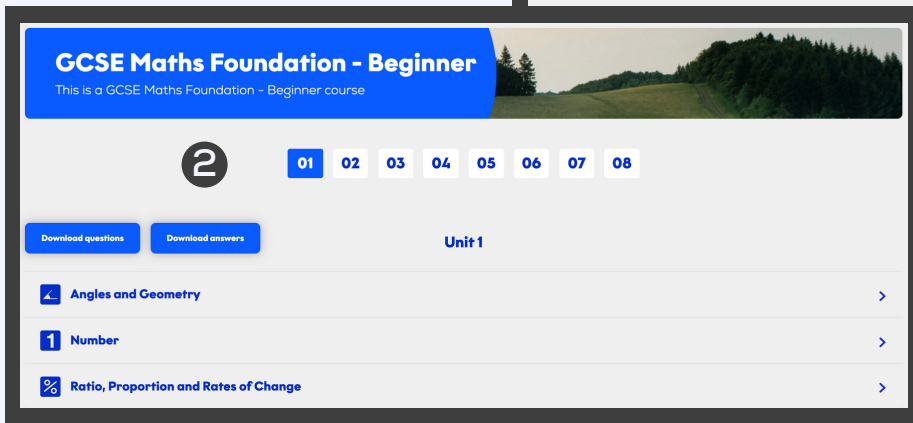 GCSE Maths Foundation - Beginner
This is a GCSE Maths Foundation - Beginner course
2
01 02 03 04 05 06 07 08
Download questions Download answers Unit 1
Angles and Geometry
1 Number
% Ratio, Proportion and Rates of Change